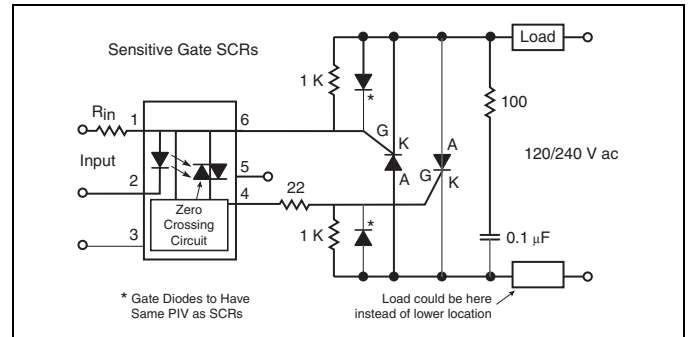 Sensitive Gate SCRs
Load
1 K
*
100
Rin
1
6
G
K
A
A
G
K
120/240 V ac
Input
5
2
4
22
Zero
Crossing
Circuit
3
1 K
*
0.1 µF
* Gate Diodes to Have
Same PIV as SCRs
Load could be here
instead of lower location